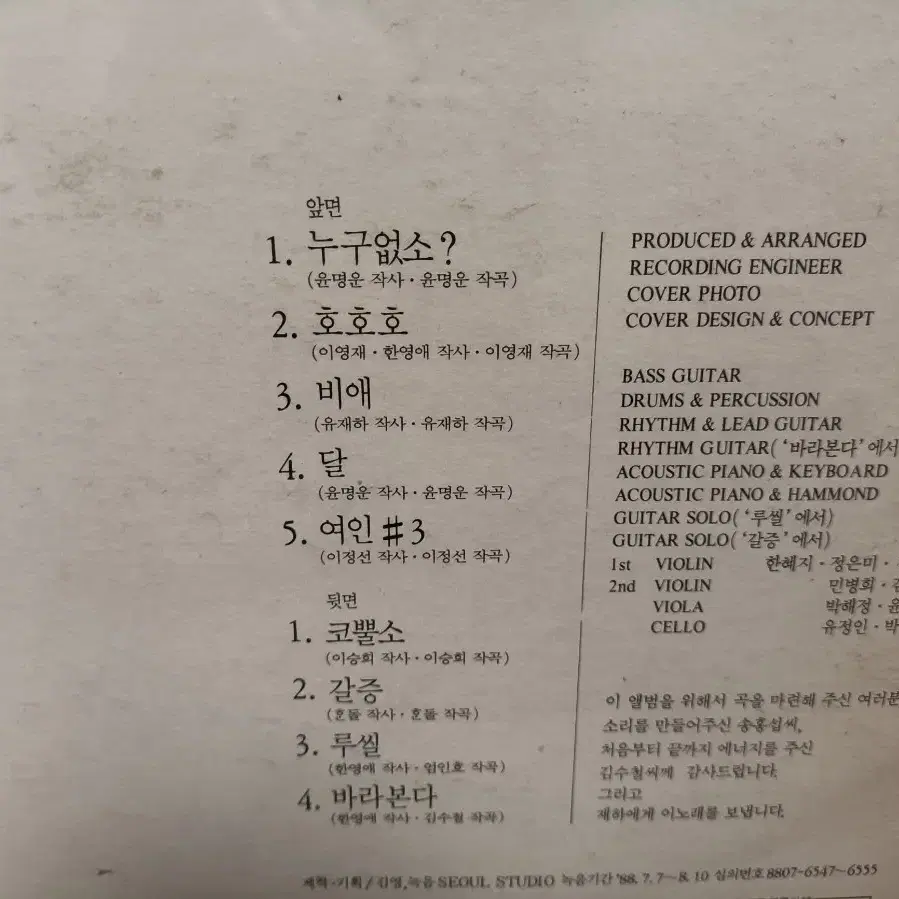 앞면
1. 누구없소?
(윤명운 작사·윤명운 작곡)
2. 호호호
(이영재·한영애 작사·이영재 작곡)
3. 비애
(유재하 작사·유재하 작곡)
4. 달
(윤명운 작사·윤명운 작곡)
5. 여인 #3
(이정선 작사·이정선 작곡)
뒷면
1. 코뿔소
(이승희 작사·이승희 작곡)
2. 갈증
(혼돌 작사·혼돌 작곡)
3. 루씰
(한영애 작사·엄인호 작곡)
4. 바라본다
(한영애 작사·김수철 작곡)
PRODUCED & ARRANGED
RECORDING ENGINEER
COVER PHOTO
COVER DESIGN & CONCEPT
BASS GUITAR
DRUMS & PERCUSSION
RHYTHM & LEAD GUITAR
RHYTHM GUITAR('바라본다'에서
ACOUSTIC PIANO & KEYBOARD
ACOUSTIC PIANO & HAMMOND
GUITAR SOLO('루씰'에서)
GUITAR SOLO('갈증'에서)
1st VIOLIN 한혜지·정은미·
2nd VIOLIN 민병희·김
VIOLA 박해정·윤
CELLO 유정인·박
이 앨범을 위해서 곡을 마련해 주신 여러분
소리를 만들어주신 송홍섭씨,
처음부터 끝까지 에너지를 주신
김수철씨께 감사드립니다.
그리고
재하에게 이노래를 보냅니다.
제작·기획/김영, 녹음 SEOUL STUDIO 녹음기간 '88. 7. 7~8. 10 심의번호 8807-6547~6555